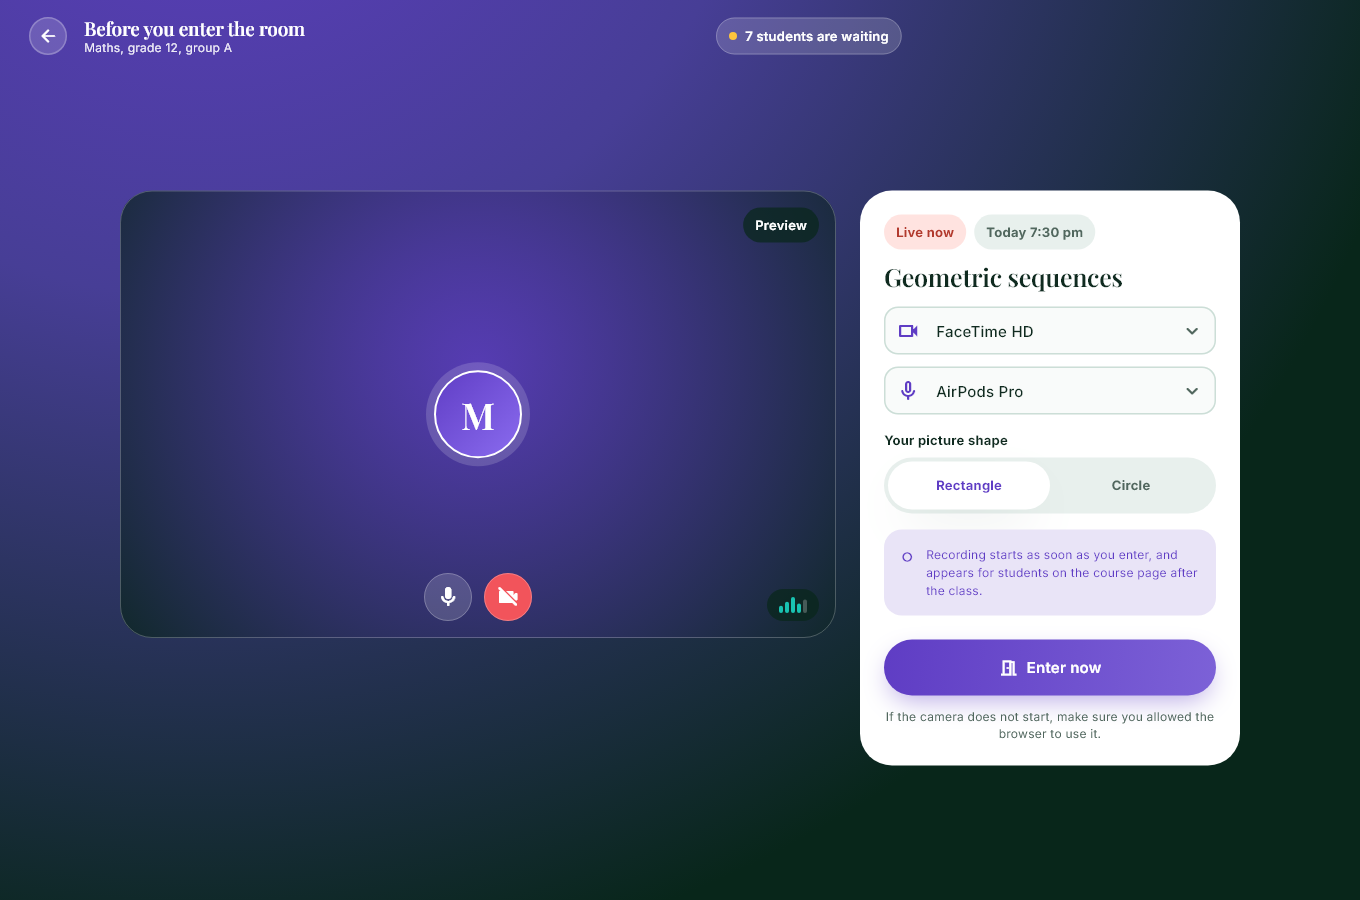 Before you enter the room
Maths, grade 12, group A
7 students are waiting
Preview
M
Live now
Today 7:30 pm
Geometric sequences
FaceTime HD
AirPods Pro
Your picture shape
Rectangle
Circle
Recording starts as soon as you enter, and
appears for students on the course page after
the class.
Enter now
If the camera does not start, make sure you allowed the
browser to use it.